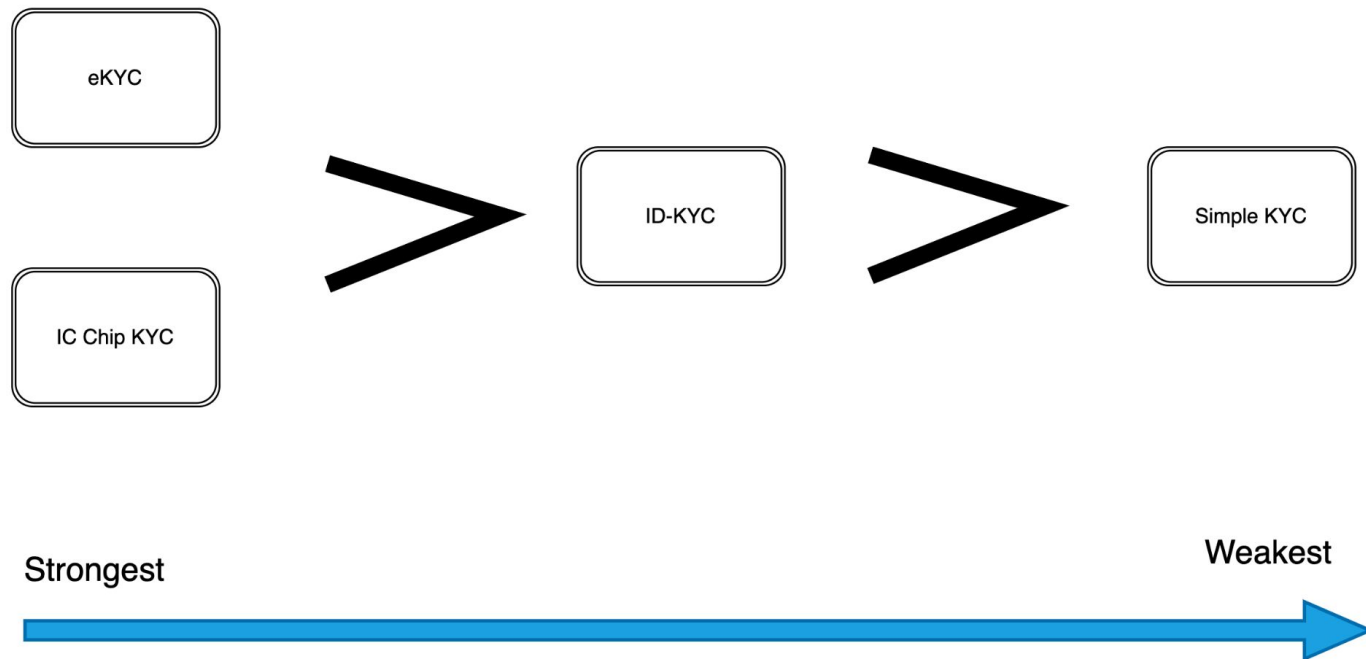 eKYC
IC Chip KYC
ID-KYC
Simple KYC
Strongest
Weakest